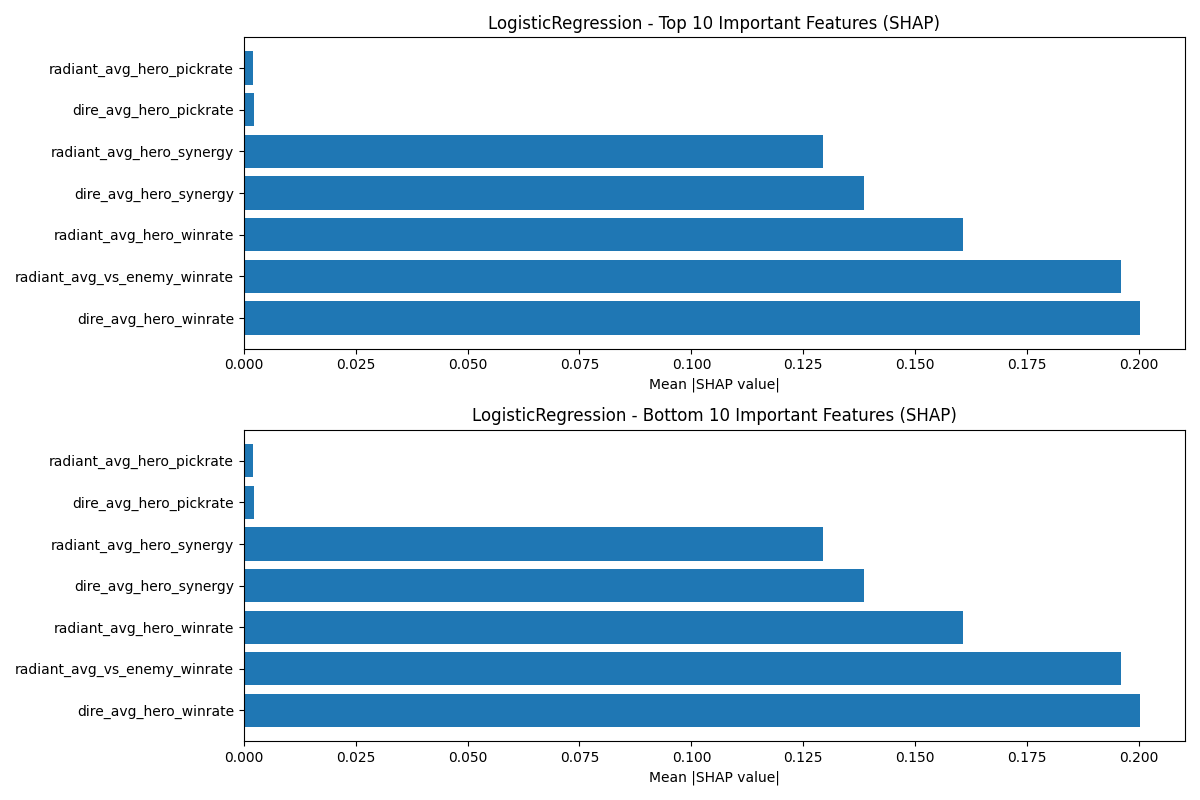 LogisticRegression - Top 10 Important Features (SHAP)
radiant_avg_hero_pickrate
dire_avg_hero_pickrate
radiant_avg_hero_synergy
dire_avg_hero_synergy
radiant_avg_hero_winrate
radiant_avg_vs_enemy_winrate
dire_avg_hero_winrate
0.000 0.025 0.050 0.075 0.100 0.125 0.150 0.175 0.200
Mean |SHAP value|
LogisticRegression - Bottom 10 Important Features (SHAP)
radiant_avg_hero_pickrate
dire_avg_hero_pickrate
radiant_avg_hero_synergy
dire_avg_hero_synergy
radiant_avg_hero_winrate
radiant_avg_vs_enemy_winrate
dire_avg_hero_winrate
0.000 0.025 0.050 0.075 0.100 0.125 0.150 0.175 0.200
Mean |SHAP value|